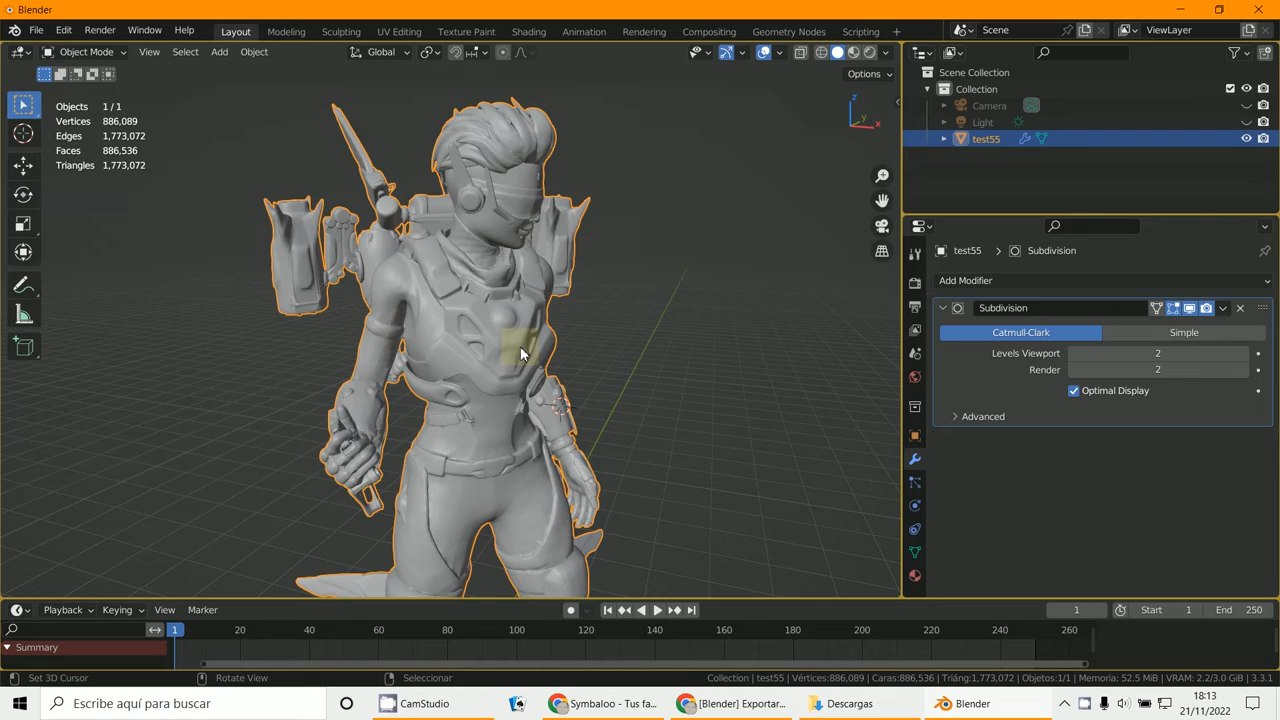 Blender
File Edit Render Window Help Layout Modeling Sculpting UV Editing Texture Paint Shading Animation Rendering Compositing Geometry Nodes Scripting + Scene ViewLayer
Object Mode View Select Add Object Global
Options
Objects 1 / 1
Vertices 886,089
Edges 1,773,072
Faces 886,536
Triangles 1,773,072
z
y
x
Scene Collection
Collection
Camera
Light
test55
test55 > Subdivision
Add Modifier
Subdivision
Catmull-Clark Simple
Levels Viewport 2
Render 2
Optimal Display
Advanced
Playback Keying View Marker 1 Start 1 End 250
1 20 40 60 80 100 120 140 160 180 200 220 240 260
Summary
Set 3D Cursor Rotate View Seleccionar Collection | test55 | Vértices:886,089 | Caras:886,536 | Triáng:1,773,072 | Objetos:1/1 | Memoria: 52.5 MiB | VRAM: 2.2/3.0 GiB | 3.3.1
Escribe aquí para buscar CamStudio Symbaloo - Tus fa... [Blender] Exportar... Descargas Blender 18:13
21/11/2022